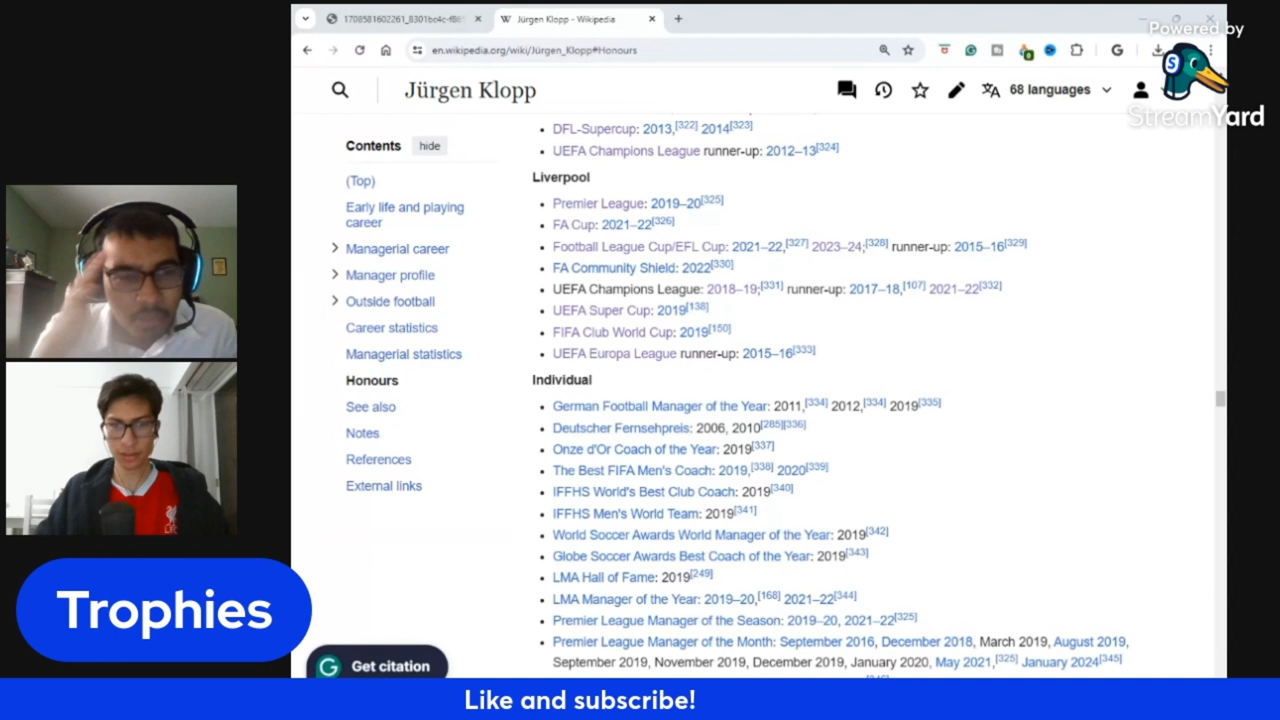 1708581602261_8301bc4c-f86
Jürgen Klopp - Wikipedia
en.wikipedia.org/wiki/Jürgen_Klopp#Honours
Powered by
StreamYard
Jürgen Klopp
68 languages
Contents
hide
(Top)
Early life and playing
career
Managerial career
Manager profile
Outside football
Career statistics
Managerial statistics
Honours
See also
Notes
References
External links
DFL-Supercup: 2013,[322] 2014[323]
UEFA Champions League runner-up: 2012–13[324]
Liverpool
Premier League: 2019–20[325]
FA Cup: 2021–22[326]
Football League Cup/EFL Cup: 2021–22,[327] 2023–24;[328] runner-up: 2015–16[329]
FA Community Shield: 2022[330]
UEFA Champions League: 2018–19;[331] runner-up: 2017–18,[107] 2021–22[332]
UEFA Super Cup: 2019[138]
FIFA Club World Cup: 2019[150]
UEFA Europa League runner-up: 2015–16[333]
Individual
German Football Manager of the Year: 2011,[334] 2012,[334] 2019[335]
Deutscher Fernsehpreis: 2006, 2010[285][336]
Onze d'Or Coach of the Year: 2019[337]
The Best FIFA Men's Coach: 2019,[338] 2020[339]
IFFHS World's Best Club Coach: 2019[340]
IFFHS Men's World Team: 2019[341]
World Soccer Awards World Manager of the Year: 2019[342]
Globe Soccer Awards Best Coach of the Year: 2019[343]
LMA Hall of Fame: 2019[249]
LMA Manager of the Year: 2019–20,[168] 2021–22[344]
Premier League Manager of the Season: 2019–20, 2021–22[325]
Premier League Manager of the Month: September 2016, December 2018, March 2019, August 2019,
September 2019, November 2019, December 2019, January 2020, May 2021,[325] January 2024[345]
Get citation
Trophies
Like and subscribe!